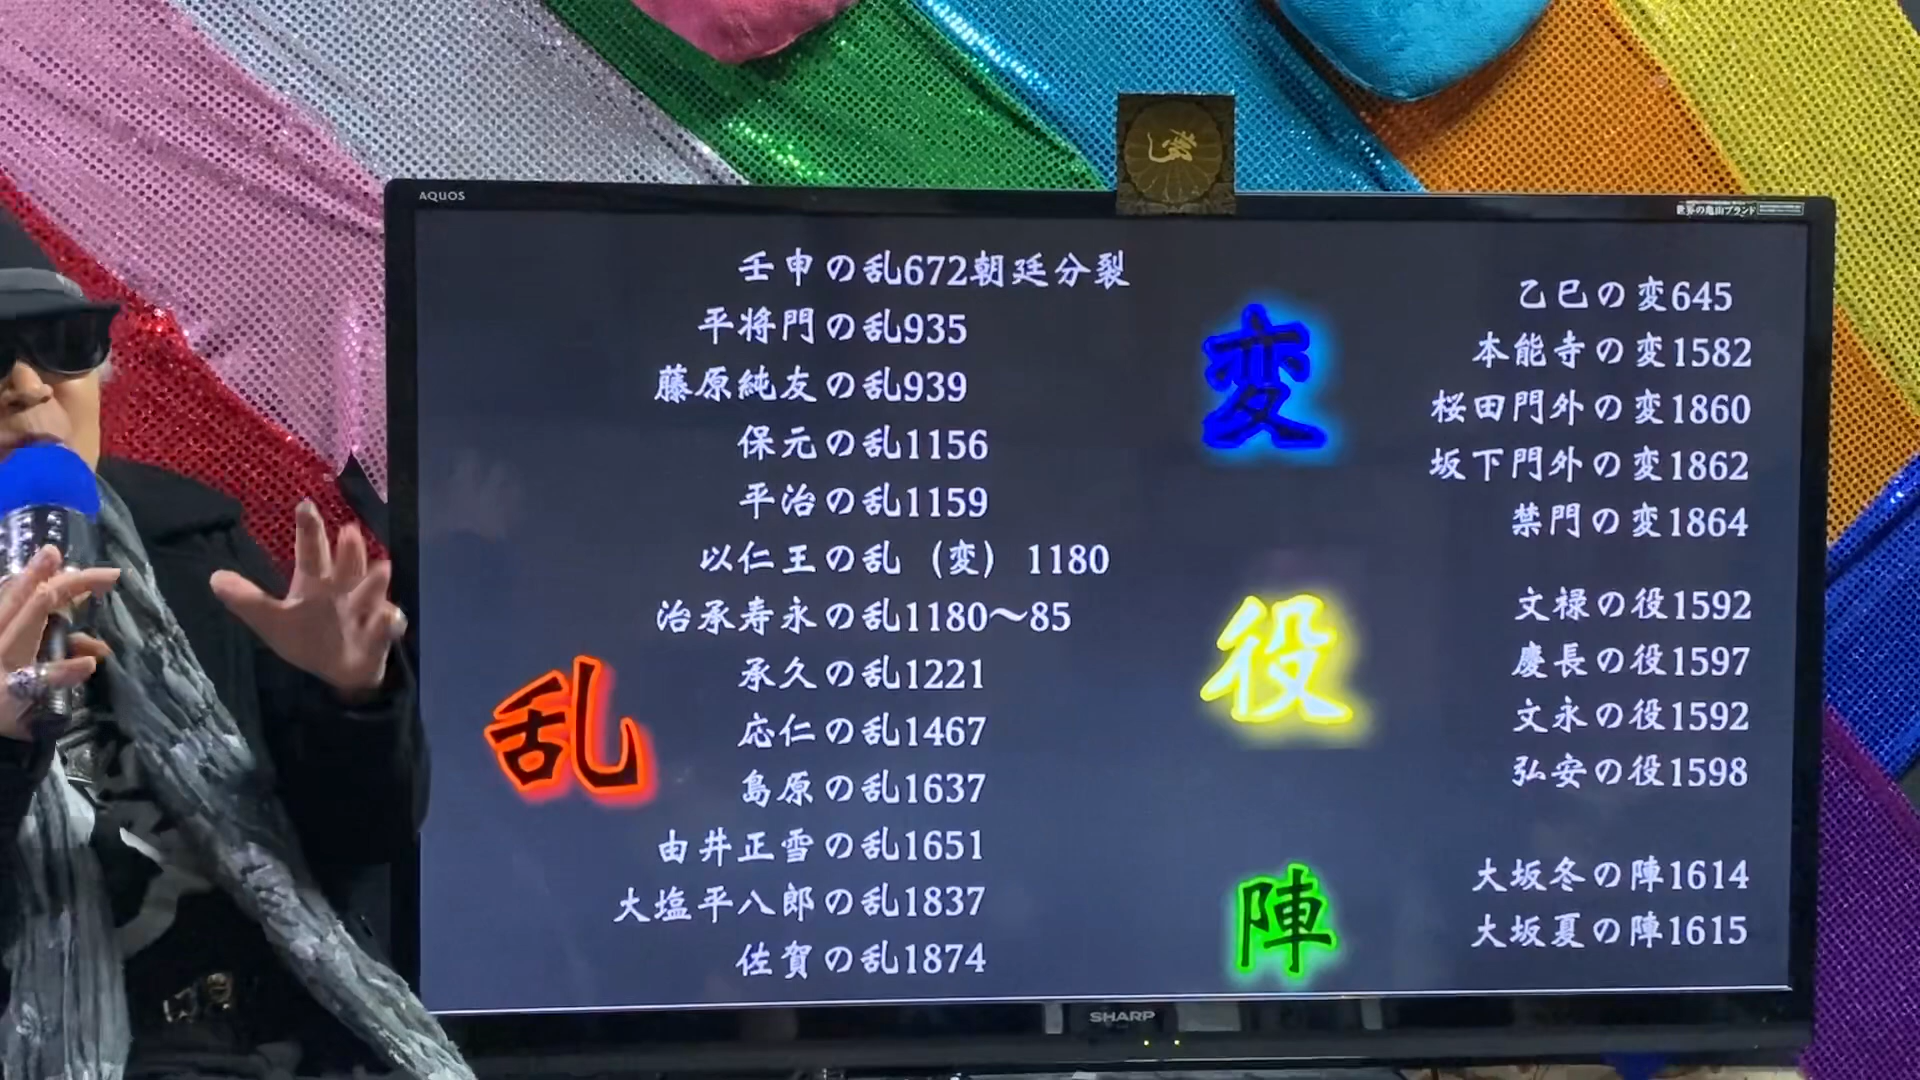 AQUOS
世界の亀山ブランド
壬申の乱672朝廷分裂
平将門の乱935
藤原純友の乱939
保元の乱1156
平治の乱1159
以仁王の乱（変）1180
治承寿永の乱1180～85
承久の乱1221
応仁の乱1467
島原の乱1637
由井正雪の乱1651
大塩平八郎の乱1837
佐賀の乱1874
乱
変
乙巳の変645
本能寺の変1582
桜田門外の変1860
坂下門外の変1862
禁門の変1864
役
文禄の役1592
慶長の役1597
文永の役1592
弘安の役1598
陣
大坂冬の陣1614
大坂夏の陣1615
SHARP